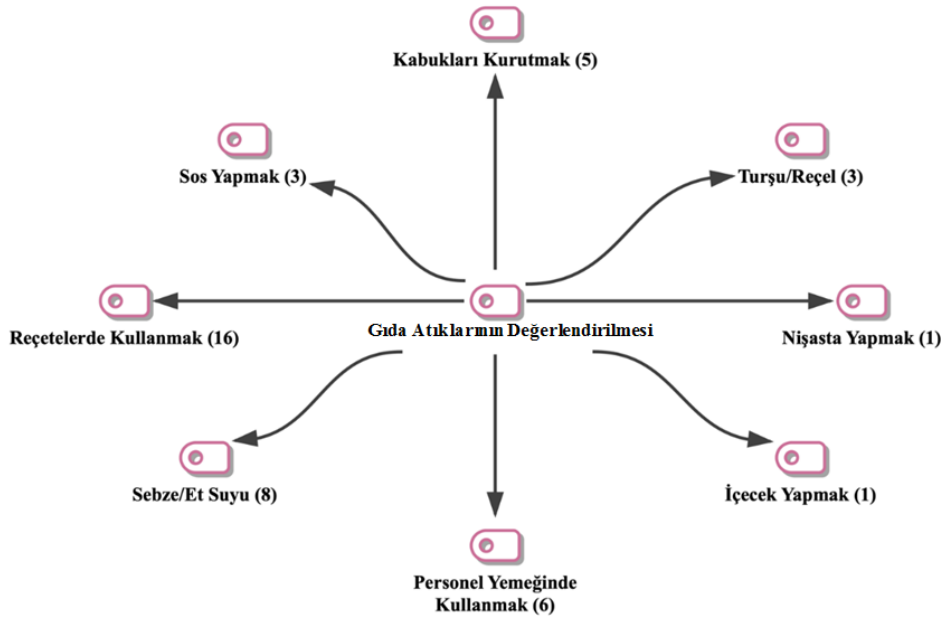 Kabukları Kurutmak (5)
Sos Yapmak (3)
Turşu/Reçel (3)
Gıda Atıklarının Değerlendirilmesi
Reçetelerde Kullanmak (16)
Nişasta Yapmak (1)
Sebze/Et Suyu (8)
İçecek Yapmak (1)
Personel Yemeğinde
Kullanmak (6)